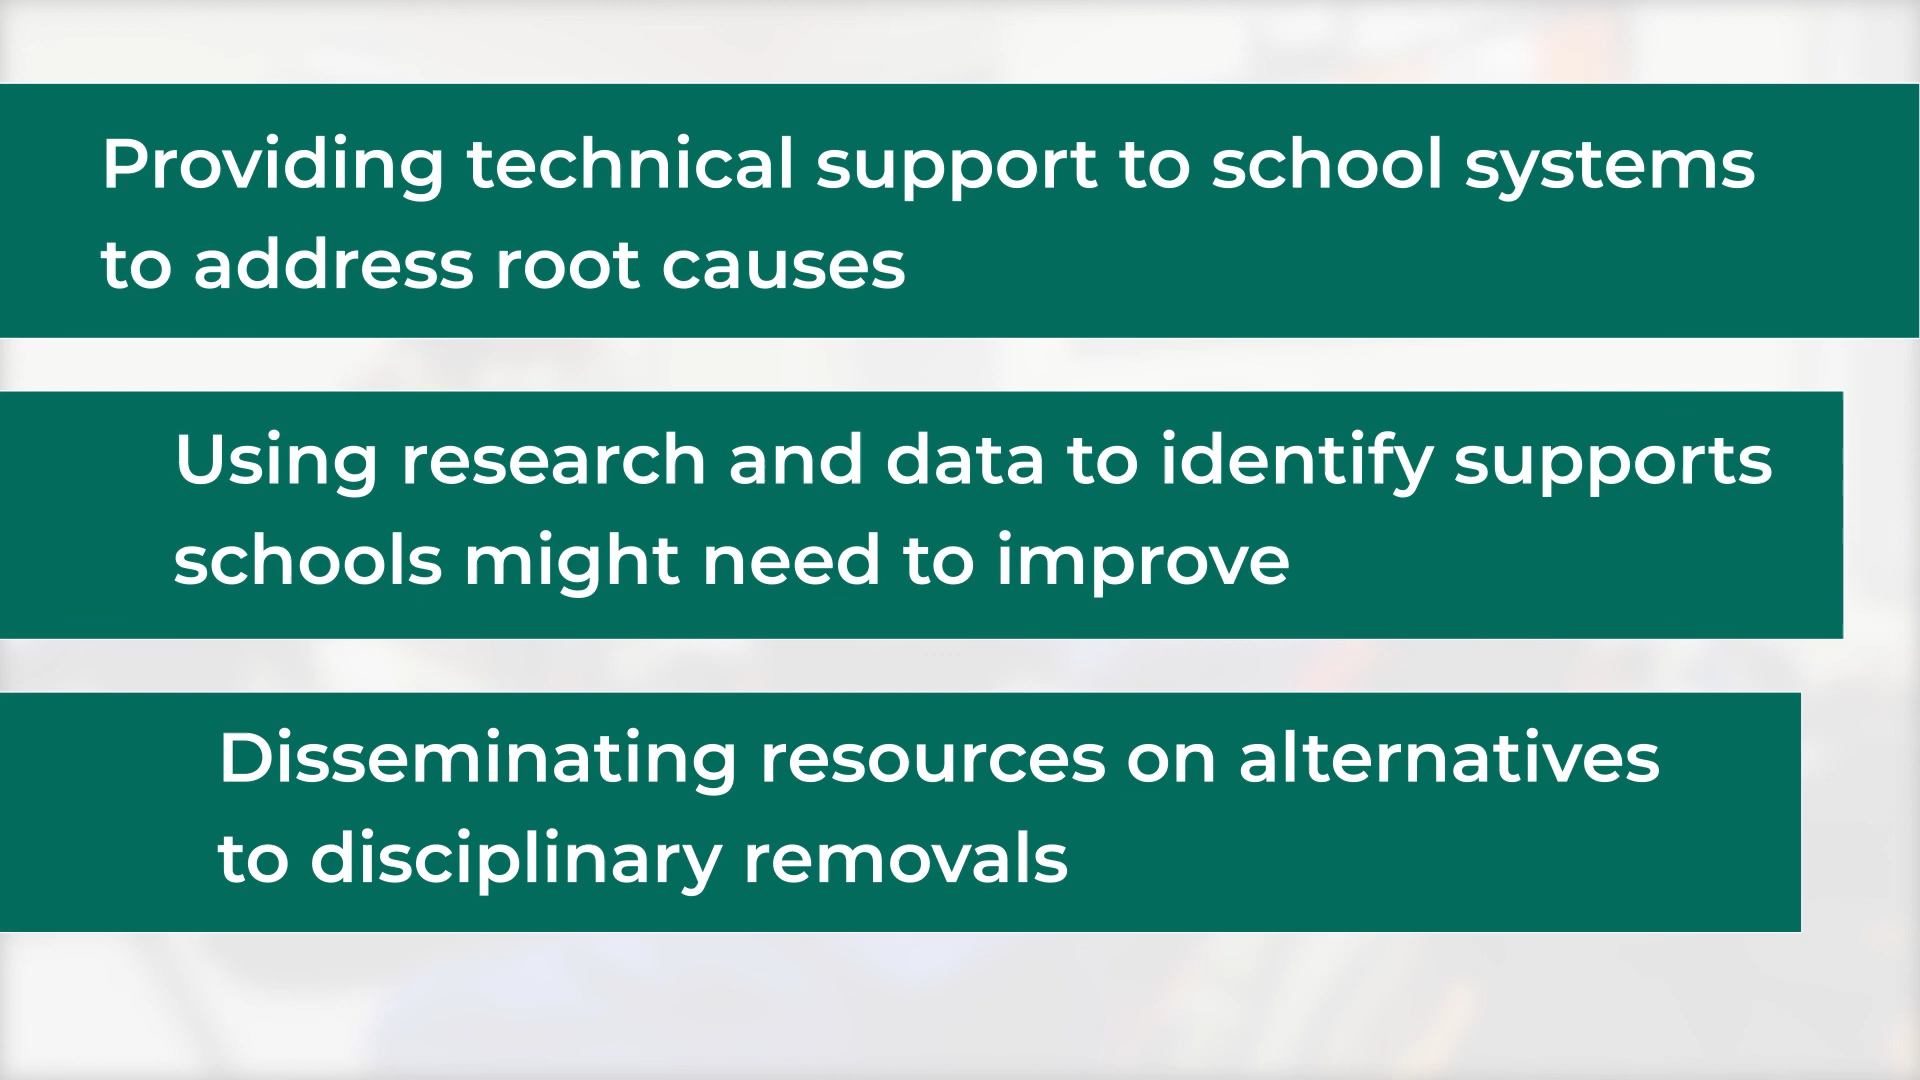 Providing technical support to school systems
to address root causes
Using research and data to identify supports
schools might need to improve
Disseminating resources on alternatives
to disciplinary removals